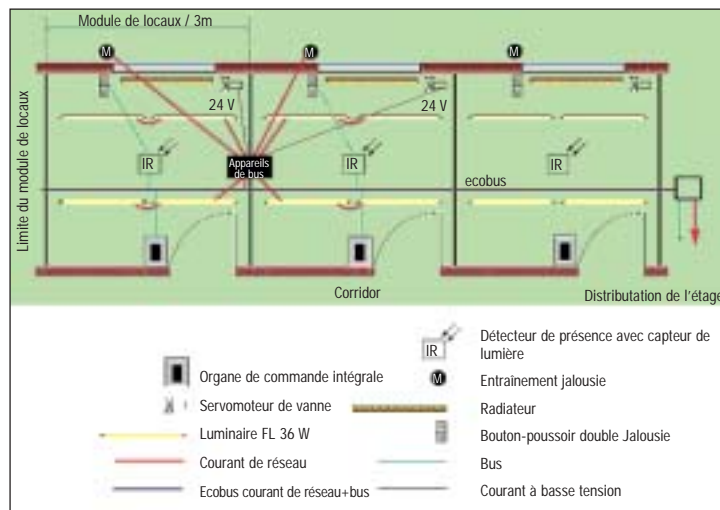 Module de locaux / 3m
M
M
M
24 V
24 V
Limite du module de locaux
IR
Appareils
de bus
IR
IR
ecobus
Corridor
Distributation de l'étage
Organe de commande intégrale
Servomoteur de vanne
Luminaire FL 36 W
Courant de réseau
Ecobus courant de réseau+bus
IR
Détecteur de présence avec capteur de
lumière
M
Entraînement jalousie
Radiateur
Bouton-poussoir double Jalousie
Bus
Courant à basse tension